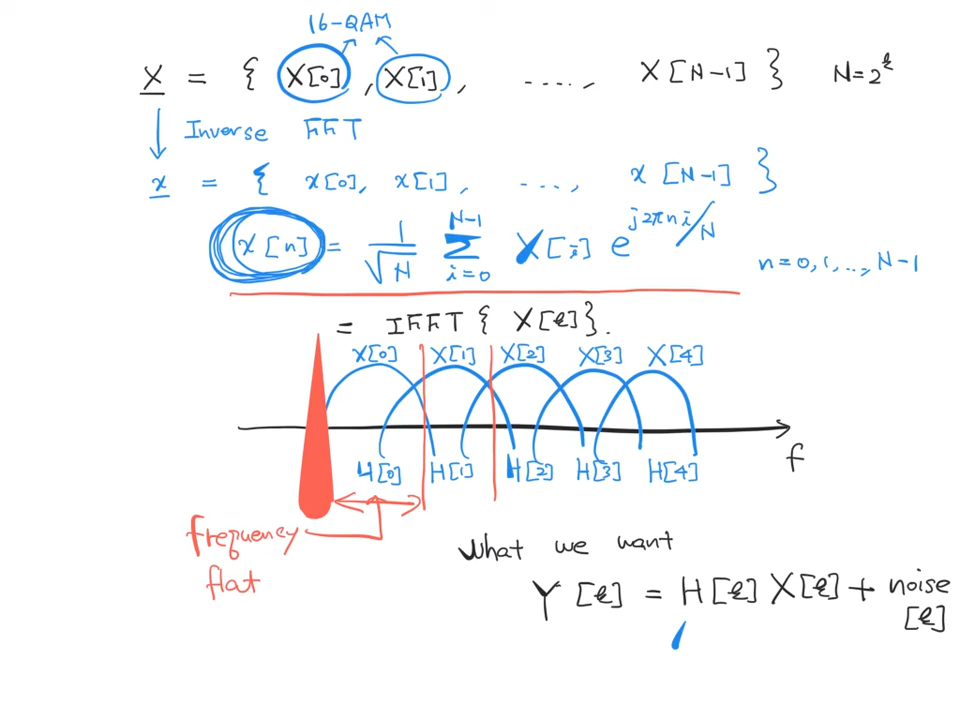 16-QAM
X = { X[0], X[1], ....., X[N-1] } N=2^k
Inverse FFT
x = { x[0], x[1], ...., x[N-1] }
x[n] = 1/√N Σ_{i=0}^{N-1} X[i] e^{j2πni/N} n=0,1,...,N-1
= IFFT { X[k] }.
X[0] X[1] X[2] X[3] X[4]
f
H[0] H[1] H[2] H[3] H[4]
frequency
flat
What we want
Y[k] = H[k] X[k] + noise
[k]